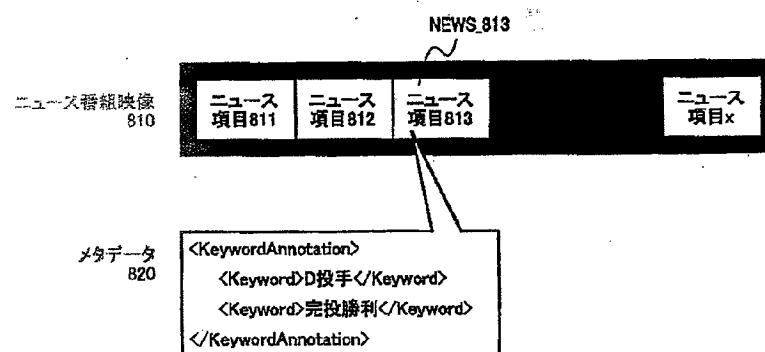 NEWS_813
ニュース番組映像
810
ニュース
項目811
ニュース
項目812
ニュース
項目813
ニュース
項目x
メタデータ
820
<KeywordAnnotation>
<Keyword>D投手</Keyword>
<Keyword>完投勝利</Keyword>
</KeywordAnnotation>